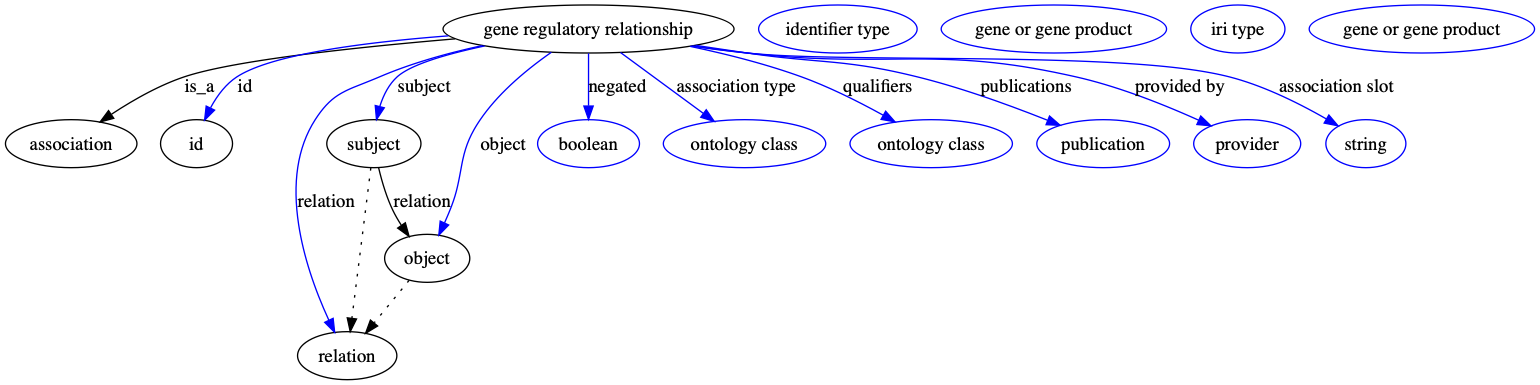 gene regulatory relationship
identifier type
gene or gene product
iri type
gene or gene product
is_a
id
subject
negated
association type
qualifiers
publications
provided by
association slot
association
id
subject
object
boolean
ontology class
ontology class
publication
provider
string
relation
relation
object
relation